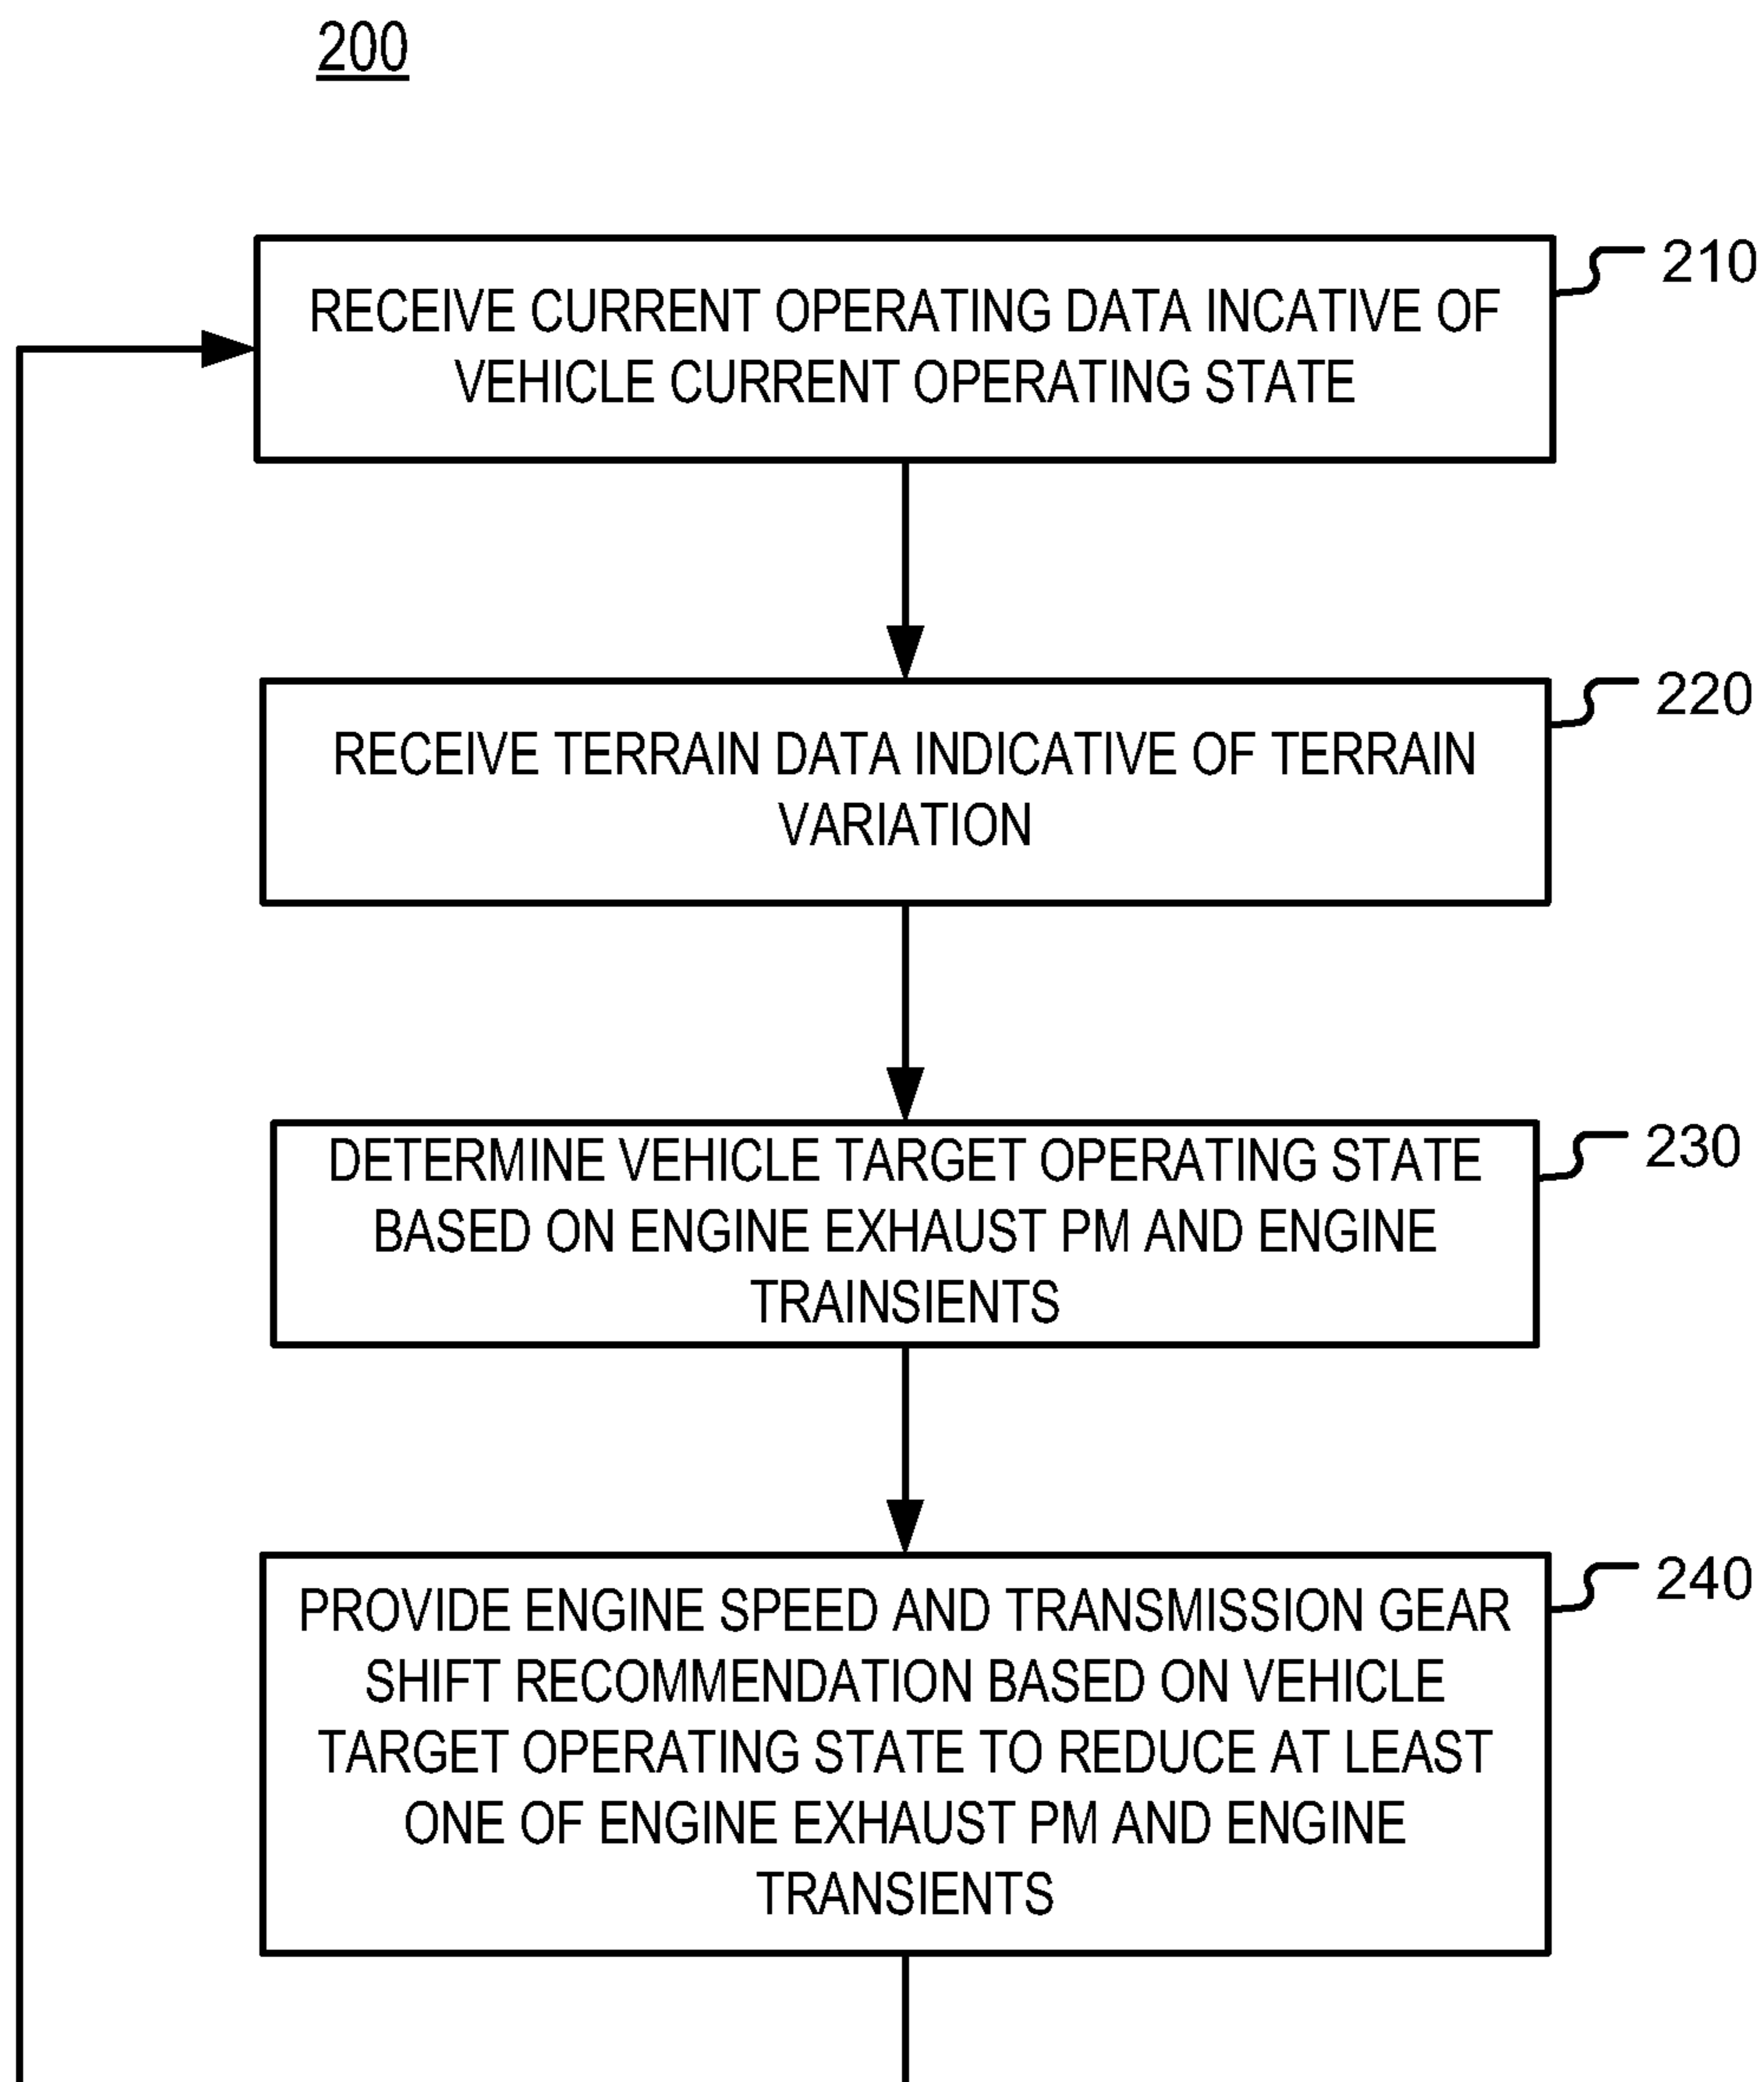 200
RECEIVE CURRENT OPERATING DATA INCATIVE OF
VEHICLE CURRENT OPERATING STATE
210
RECEIVE TERRAIN DATA INDICATIVE OF TERRAIN
VARIATION
220
DETERMINE VEHICLE TARGET OPERATING STATE
BASED ON ENGINE EXHAUST PM AND ENGINE
TRAINSIENTS
230
PROVIDE ENGINE SPEED AND TRANSMISSION GEAR
SHIFT RECOMMENDATION BASED ON VEHICLE
TARGET OPERATING STATE TO REDUCE AT LEAST
ONE OF ENGINE EXHAUST PM AND ENGINE
TRANSIENTS
240